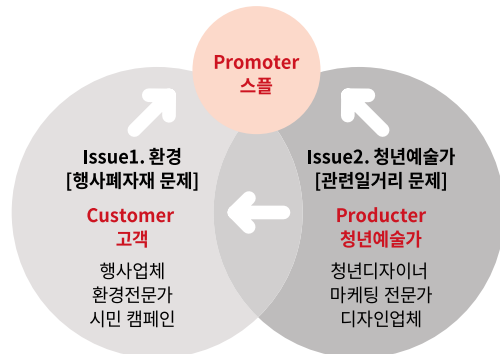 Promoter
스플
Issue1. 환경
[행사폐자재 문제]
Customer
고객
행사업체
환경전문가
시민 캠페인
Issue2. 청년예술가
[관련일거리 문제]
Producter
청년예술가
청년디자이너
마케팅 전문가
디자인업체